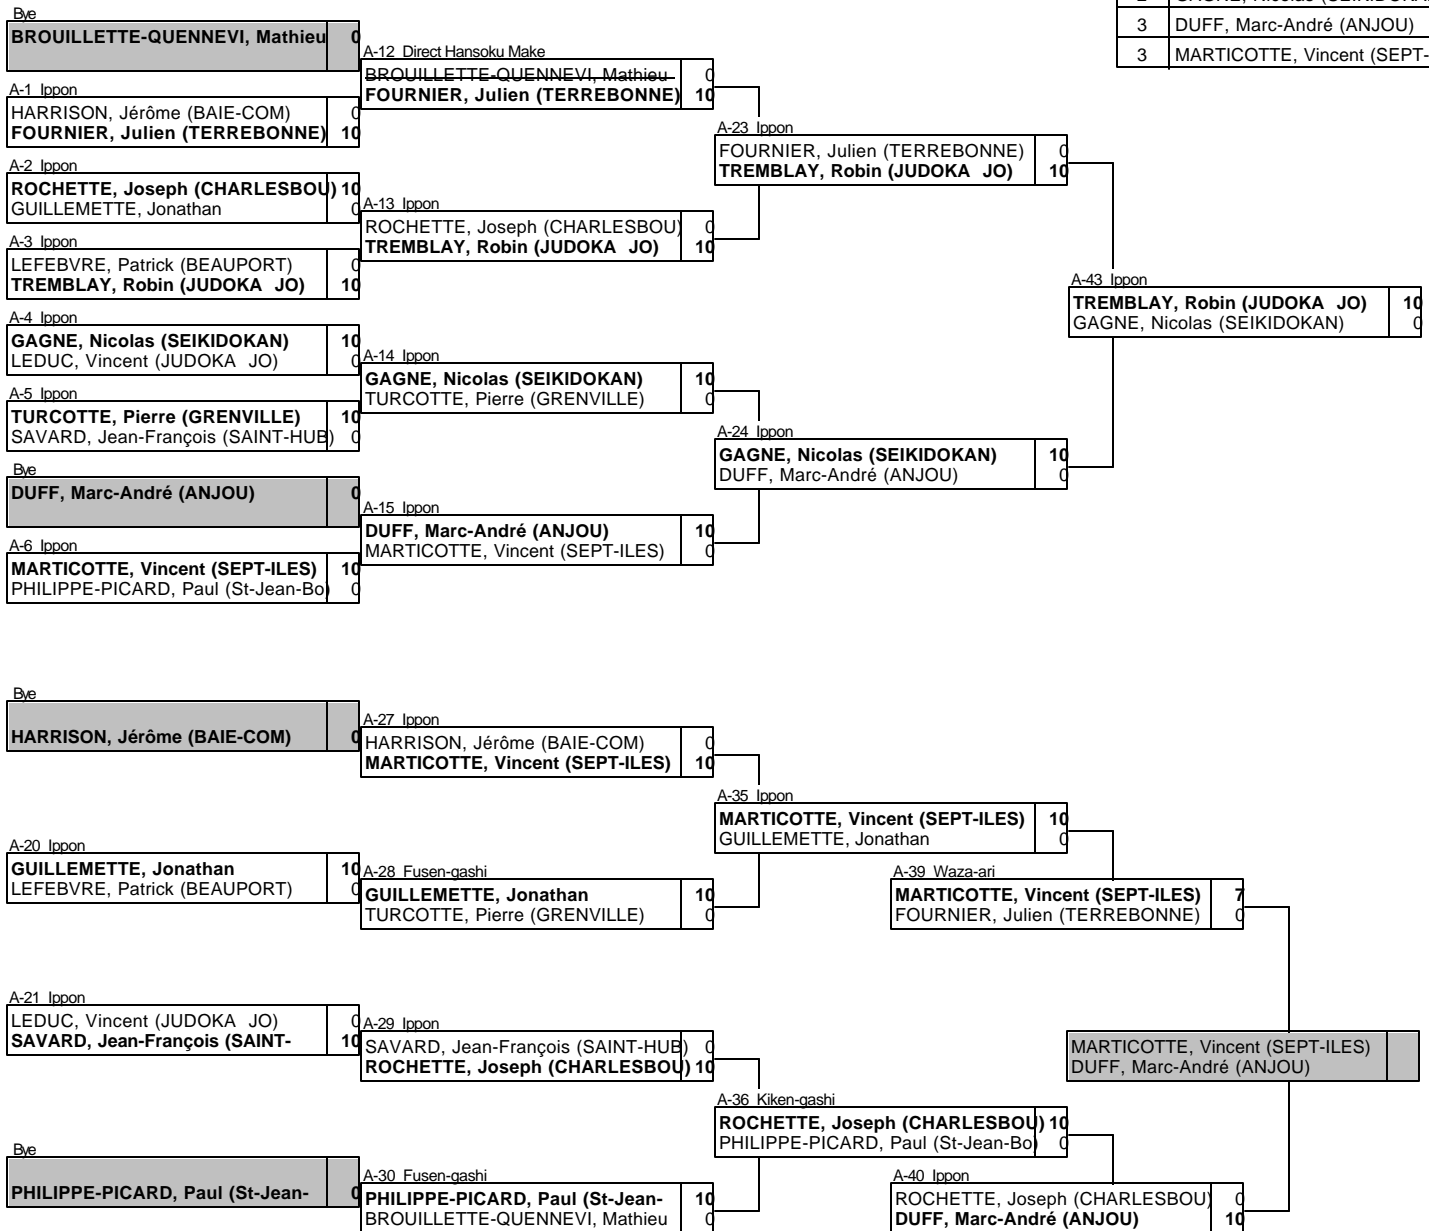 Bye
BROUILLETTE-QUENNEVI, Mathieu 0
A-1 Ippon
HARRISON, Jérôme (BAIE-COM) 0
FOURNIER, Julien (TERREBONNE) 10
A-2 Ippon
ROCHETTE, Joseph (CHARLESBOU) 10
GUILLEMETTE, Jonathan 0
A-3 Ippon
LEFEBVRE, Patrick (BEAUPORT) 0
TREMBLAY, Robin (JUDOKA JO) 10
A-4 Ippon
GAGNE, Nicolas (SEIKIDOKAN) 10
LEDUC, Vincent (JUDOKA JO) 0
A-5 Ippon
TURCOTTE, Pierre (GRENVILLE) 10
SAVARD, Jean-François (SAINT-HUB) 0
Bye
DUFF, Marc-André (ANJOU) 0
A-6 Ippon
MARTICOTTE, Vincent (SEPT-ILES) 10
PHILIPPE-PICARD, Paul (St-Jean-Bo) 0
A-12 Direct Hansoku Make
BROUILLETTE-QUENNEVI, Mathieu 0
FOURNIER, Julien (TERREBONNE) 10
A-13 Ippon
ROCHETTE, Joseph (CHARLESBOU) 0
TREMBLAY, Robin (JUDOKA JO) 10
A-14 Ippon
GAGNE, Nicolas (SEIKIDOKAN) 10
TURCOTTE, Pierre (GRENVILLE) 0
A-15 Ippon
DUFF, Marc-André (ANJOU) 10
MARTICOTTE, Vincent (SEPT-ILES) 0
A-23 Ippon
FOURNIER, Julien (TERREBONNE) 0
TREMBLAY, Robin (JUDOKA JO) 10
A-24 Ippon
GAGNE, Nicolas (SEIKIDOKAN) 10
DUFF, Marc-André (ANJOU) 0
A-43 Ippon
TREMBLAY, Robin (JUDOKA JO) 10
GAGNE, Nicolas (SEIKIDOKAN) 0
3 DUFF, Marc-André (ANJOU)
3 MARTICOTTE, Vincent (SEPT-
Bye
HARRISON, Jérôme (BAIE-COM) 0
A-20 Ippon
GUILLEMETTE, Jonathan 10
LEFEBVRE, Patrick (BEAUPORT) 0
A-21 Ippon
LEDUC, Vincent (JUDOKA JO) 0
SAVARD, Jean-François (SAINT- 10
Bye
PHILIPPE-PICARD, Paul (St-Jean- 0
A-27 Ippon
HARRISON, Jérôme (BAIE-COM) 0
MARTICOTTE, Vincent (SEPT-ILES) 10
A-28 Fusen-gashi
GUILLEMETTE, Jonathan 10
TURCOTTE, Pierre (GRENVILLE) 0
A-29 Ippon
SAVARD, Jean-François (SAINT-HUB) 0
ROCHETTE, Joseph (CHARLESBOU) 10
A-30 Fusen-gashi
PHILIPPE-PICARD, Paul (St-Jean- 10
BROUILLETTE-QUENNEVI, Mathieu 0
A-35 Ippon
MARTICOTTE, Vincent (SEPT-ILES) 10
GUILLEMETTE, Jonathan 0
A-36 Kiken-gashi
ROCHETTE, Joseph (CHARLESBOU) 10
PHILIPPE-PICARD, Paul (St-Jean-Bo) 0
A-39 Waza-ari
MARTICOTTE, Vincent (SEPT-ILES) 7
FOURNIER, Julien (TERREBONNE) 0
A-40 Ippon
ROCHETTE, Joseph (CHARLESBOU) 0
DUFF, Marc-André (ANJOU) 10
MARTICOTTE, Vincent (SEPT-ILES)
DUFF, Marc-André (ANJOU)